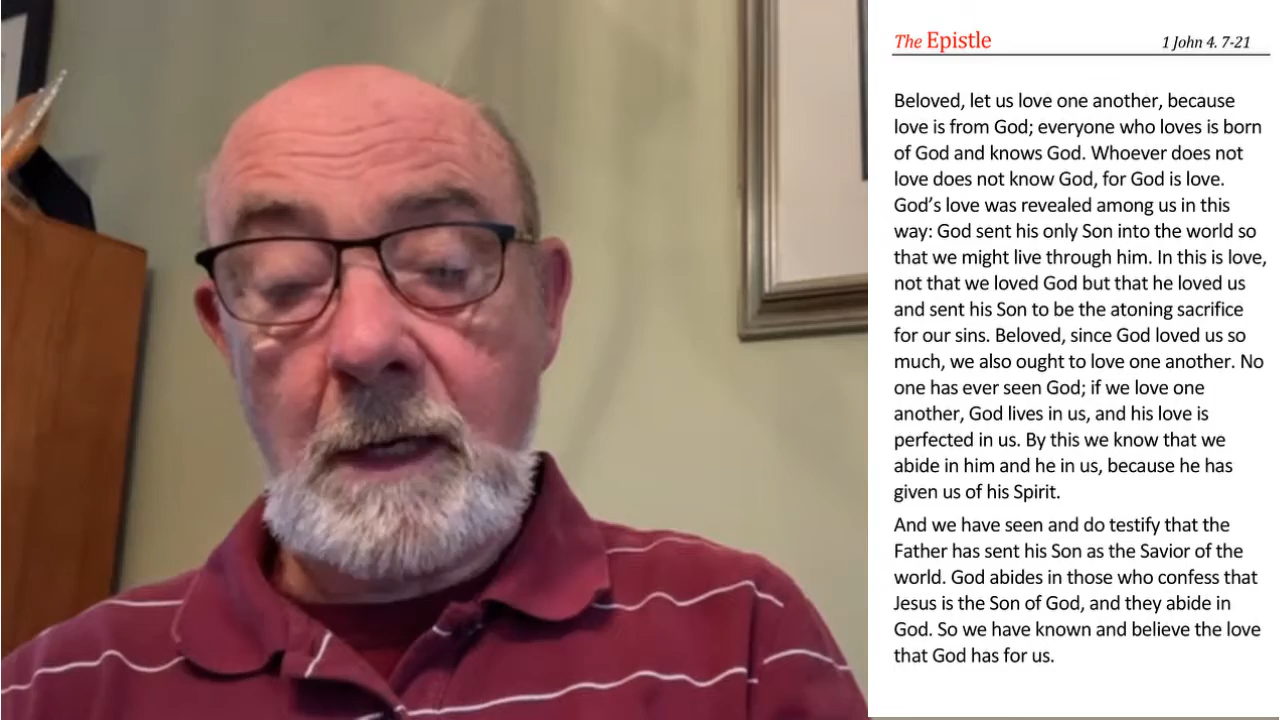 The Epistle 1 John 4. 7-21
Beloved, let us love one another, because
love is from God; everyone who loves is born
of God and knows God. Whoever does not
love does not know God, for God is love.
God’s love was revealed among us in this
way: God sent his only Son into the world so
that we might live through him. In this is love,
not that we loved God but that he loved us
and sent his Son to be the atoning sacrifice
for our sins. Beloved, since God loved us so
much, we also ought to love one another. No
one has ever seen God; if we love one
another, God lives in us, and his love is
perfected in us. By this we know that we
abide in him and he in us, because he has
given us of his Spirit.
And we have seen and do testify that the
Father has sent his Son as the Savior of the
world. God abides in those who confess that
Jesus is the Son of God, and they abide in
God. So we have known and believe the love
that God has for us.